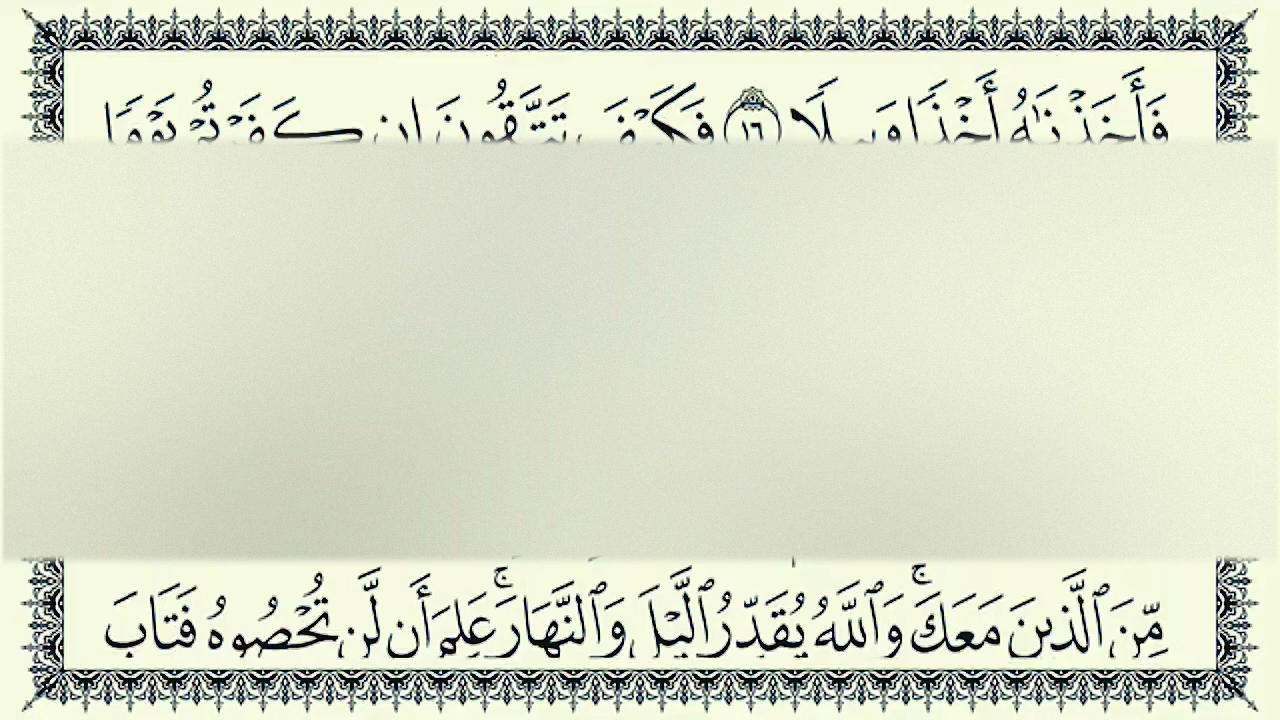 فَأَخَذْنَٰهُ أَخْذًا وَبِيلًا ١٦ فَكَيْفَ تَتَّقُونَ إِن كَفَرْتُمْ يَوْمًا
مِّنَ ٱلَّذِينَ مَعَكَ ۚ وَٱللَّهُ يُقَدِّرُ ٱلَّيْلَ وَٱلنَّهَارَ ۚ عَلِمَ أَن لَّن تُحْصُوهُ فَتَابَ